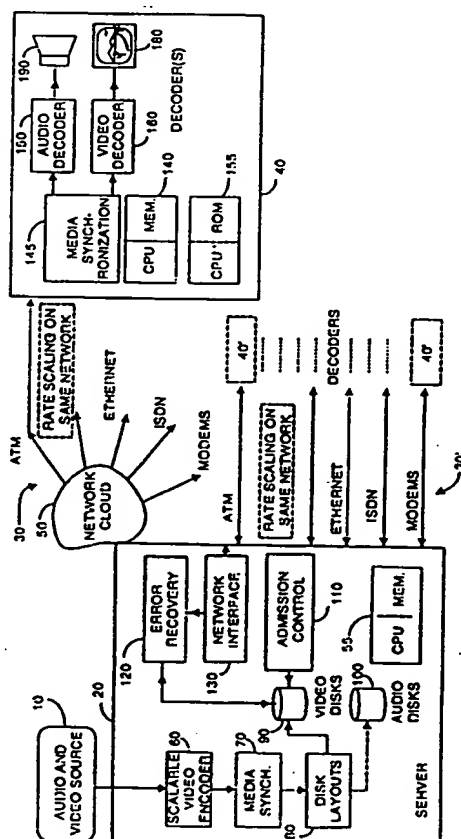 10
AUDIO AND
VIDEO SOURCE
20
SCALABLE
VIDEO
ENCODER
60
MEDIA
SYNCH.
70
DISK
LAYOUTS
80
ERROR
RECOVERY
120
NETWORK
INTERFACE
130
ADMISSION
CONTROL
110
90
VIDEO DISKS
100
AUDIO
DISKS
55
CPU
MEM.
SERVER
30
50
NETWORK
CLOUD
ATM
RATE SCALING ON
SAME NETWORK
ETHERNET
ISDN
MODEMS
ATM
RATE SCALING ON
SAME NETWORK
ETHERNET
ISDN
MODEMS
40'
DECODERS
40'
145
MEDIA
SYNCH-
RONIZATION
150
AUDIO
DECODER
190
VIDEO
DECODER
160
180
CPU
MEM.
140
CPU'
ROM
155
DECODER(S)
40